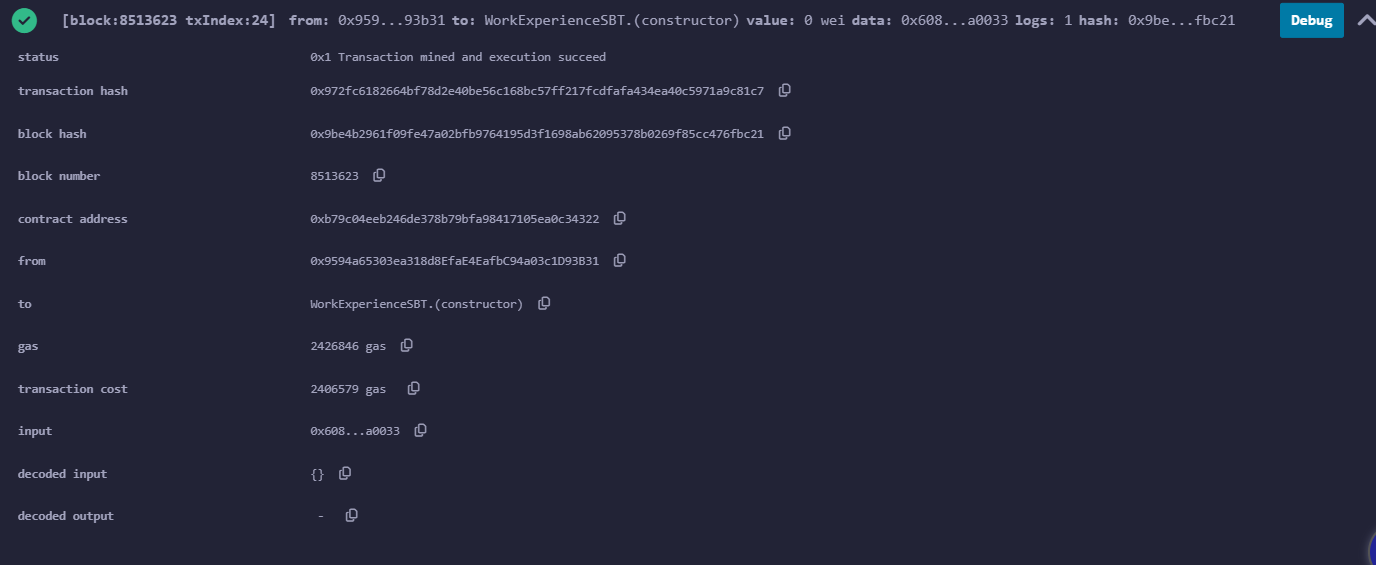 [block:8513623 txIndex:24] from: 0x959...93b31 to: WorkExperienceSBT.(constructor) value: 0 wei data: 0x608...a0033 logs: 1 hash: 0x9be...fbc21 Debug
status 0x1 Transaction mined and execution succeed
transaction hash 0x972fc6182664bf78d2e40be56c168bc57ff217fcdfafa434ea40c5971a9c81c7
block hash 0x9be4b2961f09fe47a02bfb9764195d3f1698ab62095378b0269f85cc476fbc21
block number 8513623
contract address 0xb79c04eeb246de378b79bfa98417105ea0c34322
from 0x9594a65303ea318d8EfaE4EafbC94a03c1D93B31
to WorkExperienceSBT.(constructor)
gas 2426846 gas
transaction cost 2406579 gas
input 0x608...a0033
decoded input {}
decoded output -